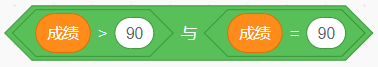 成绩 > 90 与 成绩 = 90